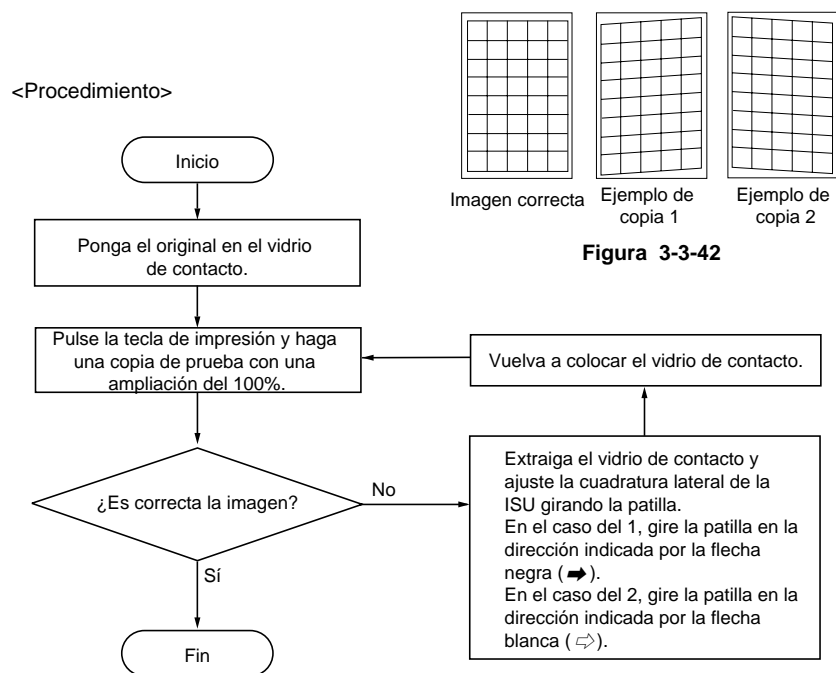 <Procedimiento>
Inicio
Ponga el original en el vidrio
de contacto.
Pulse la tecla de impresión y haga
una copia de prueba con una
ampliación del 100%.
¿Es correcta la imagen?
No
Sí
Fin
Extraiga el vidrio de contacto y
ajuste la cuadratura lateral de la
ISU girando la patilla.
En el caso del 1, gire la patilla en la
dirección indicada por la flecha
negra (➡).
En el caso del 2, gire la patilla en la
dirección indicada por la flecha
blanca (⇨).
Vuelva a colocar el vidrio de contacto.
Imagen correcta
Ejemplo de
copia 1
Ejemplo de
copia 2
Figura 3-3-42